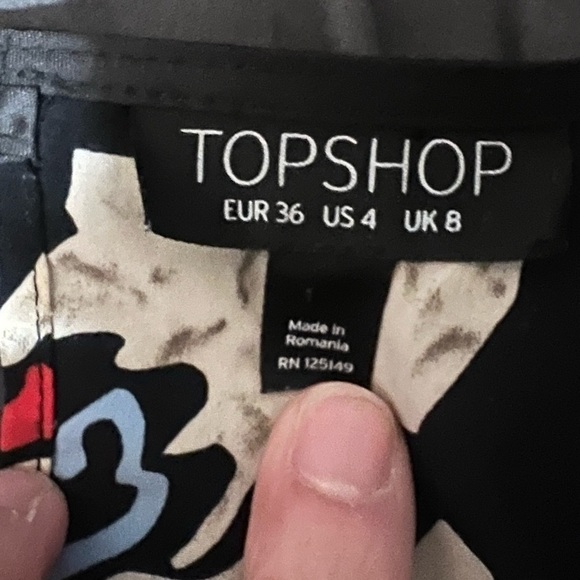 TOPSHOP
EUR 36 US 4 UK 8
Made in
Romania
RN 125149